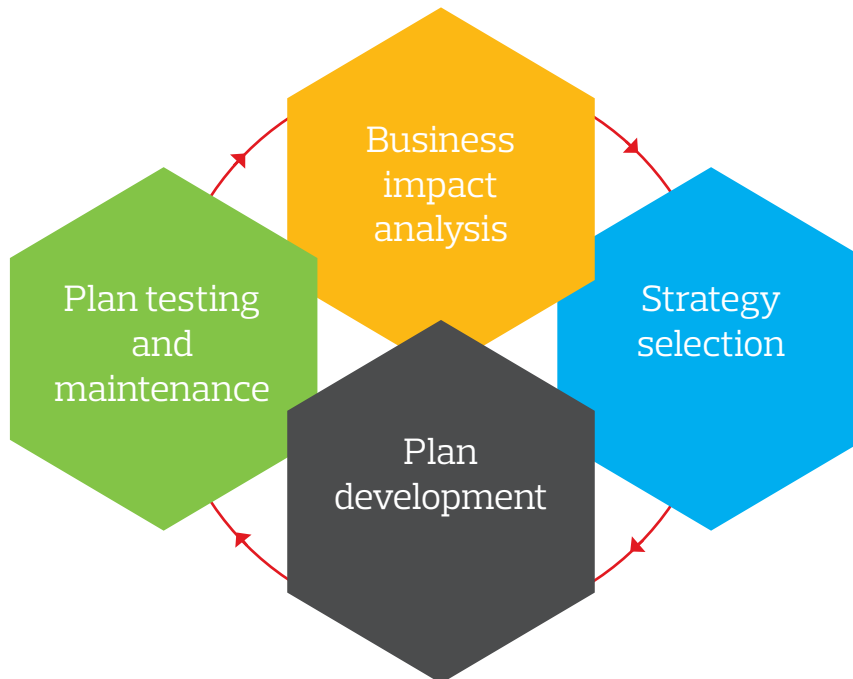 Business
impact
analysis
Strategy
selection
Plan
development
Plan testing
and
maintenance